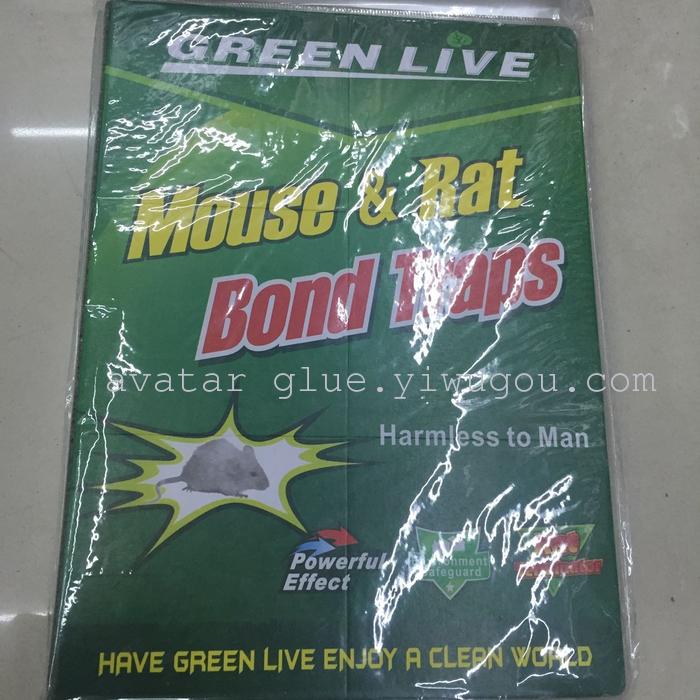 GREEN LIVE
Mouse & Rat
Bond Traps
avatar glue.yiwugou.com
Harmless to Man
Powerful
Effect
HAVE GREEN LIVE ENJOY A CLEAN WORLD